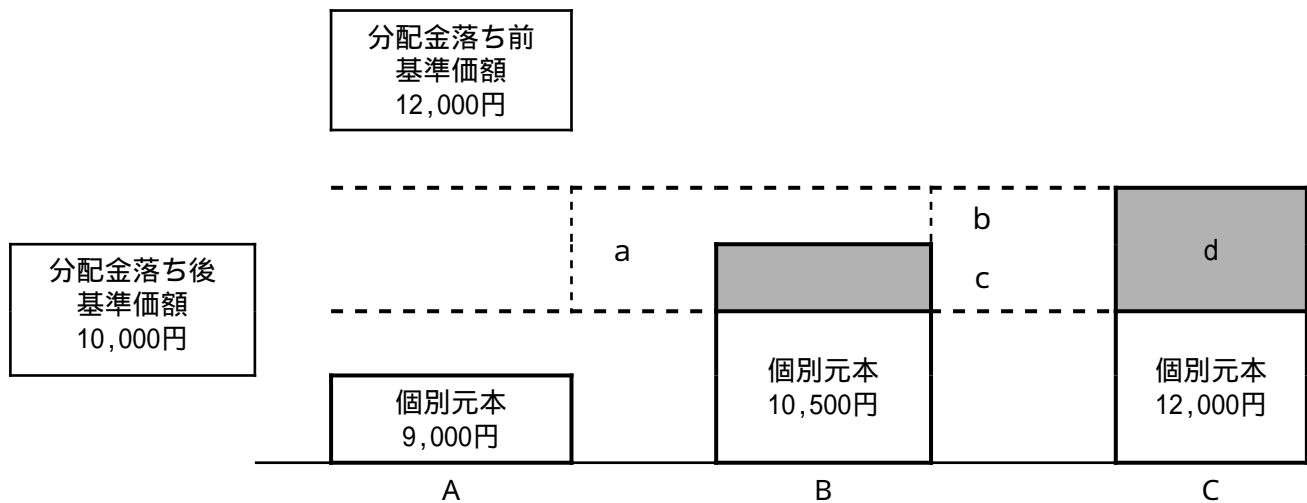 分配金落ち前
基準価額
12,000円
分配金落ち後
基準価額
10,000円
a
b
c
d
個別元本
9,000円
個別元本
10,500円
個別元本
12,000円
A
B
C